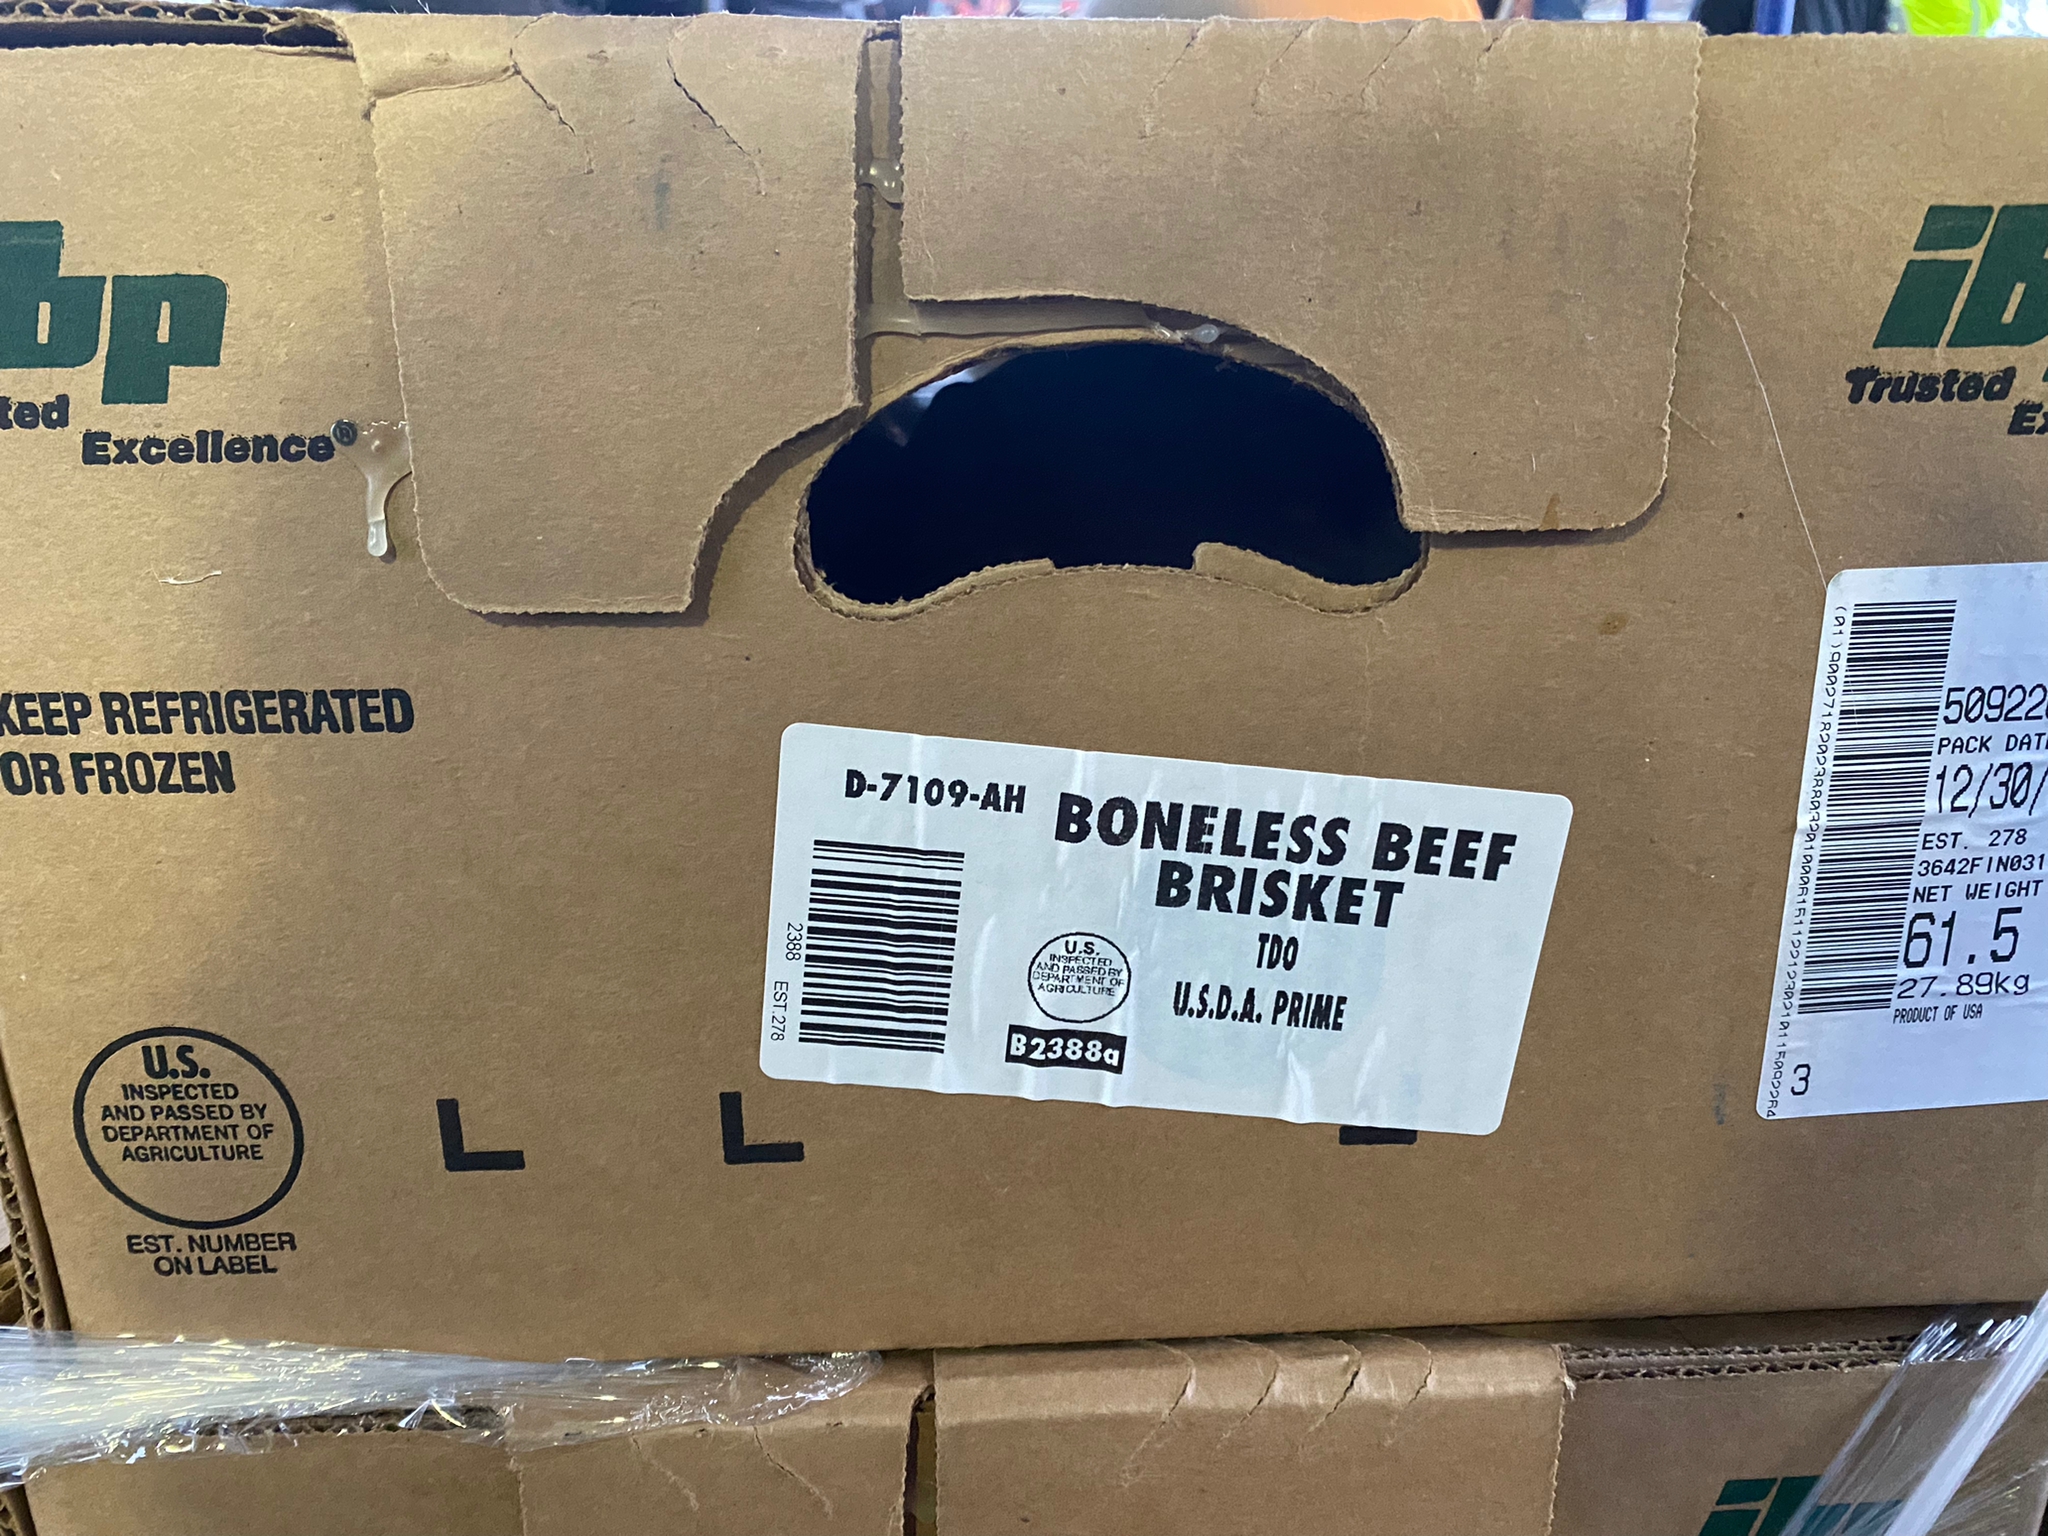 bp
ted
Excellence®
ib
Trusted
KEEP REFRIGERATED
OR FROZEN
D-7109-AH
BONELESS BEEF
BRISKET
TDO
U.S.D.A. PRIME
2388 EST.278
U.S.
INSPECTED
AND PASSED BY
DEPARTMENT OF
AGRICULTURE
B2388a
50922
PACK DAT
12/30/
EST. 278
3642FIN031
NET WEIGHT
61.5
27.89kg
PRODUCT OF USA
3
U.S.
INSPECTED
AND PASSED BY
DEPARTMENT OF
AGRICULTURE
EST. NUMBER
ON LABEL
L L